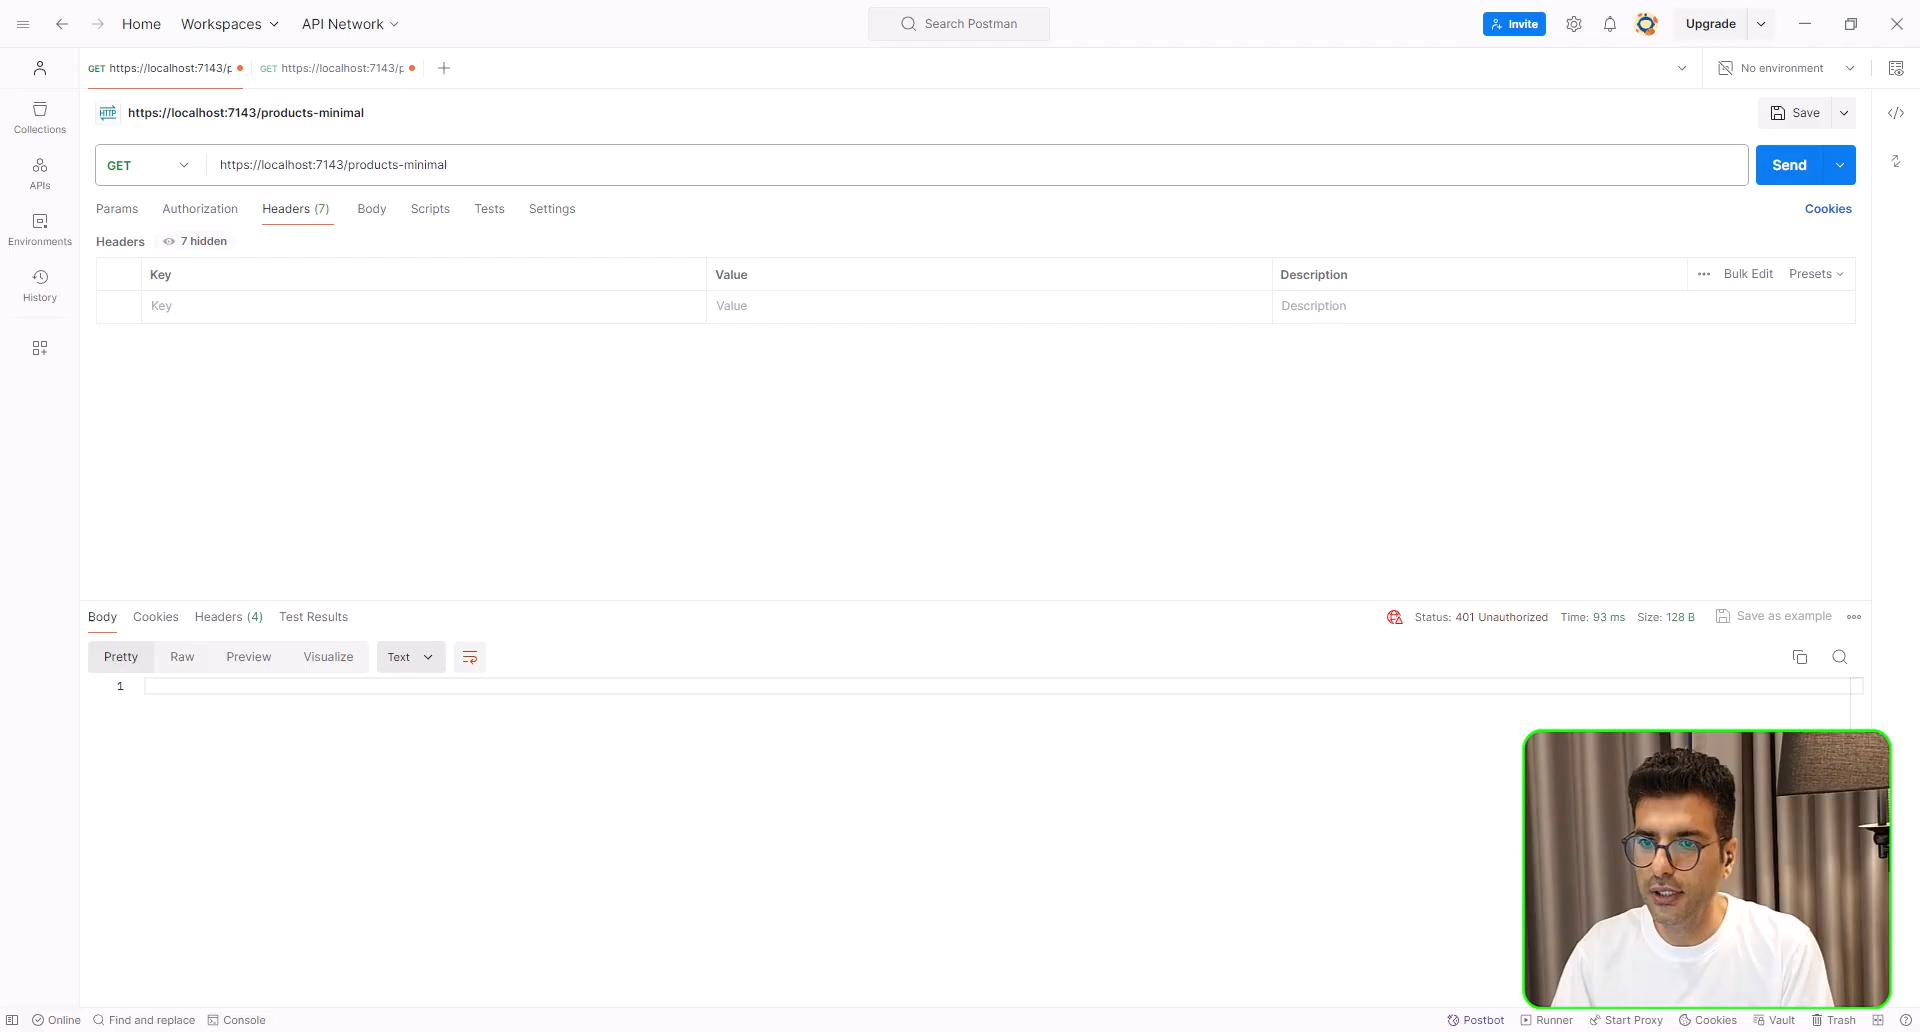 Home Workspaces API Network Search Postman Invite Upgrade
GET https://localhost:7143/p GET https://localhost:7143/p No environment
HTTP https://localhost:7143/products-minimal Save
GET https://localhost:7143/products-minimal Send
Params Authorization Headers (7) Body Scripts Tests Settings Cookies
Headers 7 hidden
Key Value Description Bulk Edit Presets
Key Value Description
Collections
APIs
Environments
History
Body Cookies Headers (4) Test Results Status: 401 Unauthorized Time: 93 ms Size: 128 B Save as example
Pretty Raw Preview Visualize Text
1
Online Find and replace Console Postbot Runner Start Proxy Cookies Vault Trash